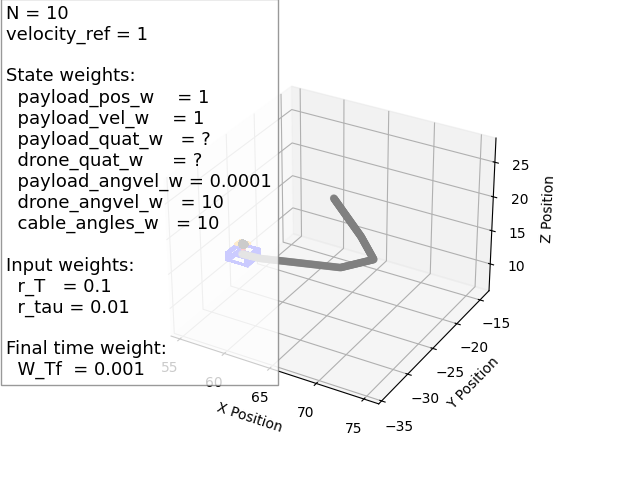 N = 10
velocity_ref = 1
State weights:
payload_pos_w = 1
payload_vel_w = 1
payload_quat_w = ?
drone_quat_w = ?
payload_angvel_w = 0.0001
drone_angvel_w = 10
cable_angles_w = 10
Input weights:
r_T = 0.1
r_tau = 0.01
Final time weight:
W_Tf = 0.001
25
20
15
10
Z Position
−15
−20
−25
−30
−35
Y Position
55
60
65
70
75
X Position